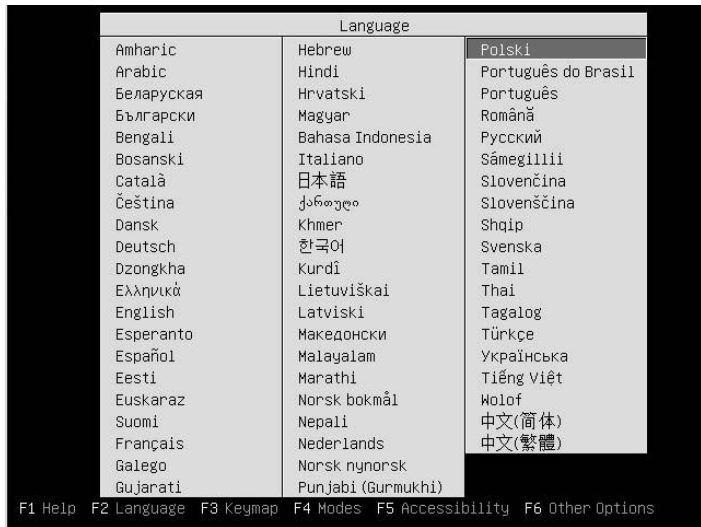 Language
Amharic
Arabic
Беларуская
Български
Bengali
Bosanski
Català
Čeština
Dansk
Deutsch
Dzongkha
Ελληνικά
English
Esperanto
Español
Eesti
Euskaraz
Suomi
Français
Galego
Gujarati
Hebrew
Hindi
Hrvatski
Magyar
Bahasa Indonesia
Italiano
日本語
ქართული
Khmer
한국어
Kurdî
Lietuviškai
Latviski
Македонски
Malayalam
Marathi
Norsk bokmål
Nepali
Nederlands
Norsk nynorsk
Punjabi (Gurmukhi)
Polski
Português do Brasil
Português
Română
Русский
Sámegillii
Slovenčina
Slovenščina
Shqip
Svenska
Tamil
Thai
Tagalog
Türkçe
Українська
Tiếng Việt
Wolof
中文(简体)
中文(繁體)
F1 Help F2 Language F3 Keymap F4 Modes F5 Accessibility F6 Other Options